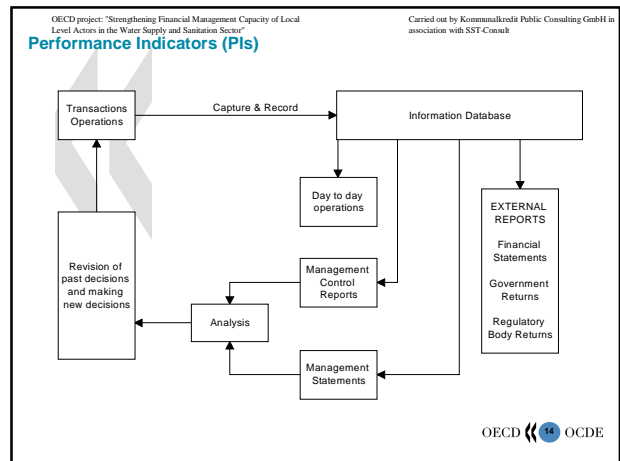 OECD project: "Strengthening Financial Management Capacity of Local
Level Actors in the Water Supply and Sanitation Sector"
Carried out by Kommunalkredit Public Consulting GmbH in
association with SST-Consult
Performance Indicators (PIs)
Transactions
Operations
Capture & Record
Information Database
Day to day
operations
EXTERNAL
REPORTS
Financial
Statements
Government
Returns
Regulatory
Body Returns
Revision of
past decisions
and making
new decisions
Management
Control
Reports
Analysis
Management
Statements
OECD 14 OCDE